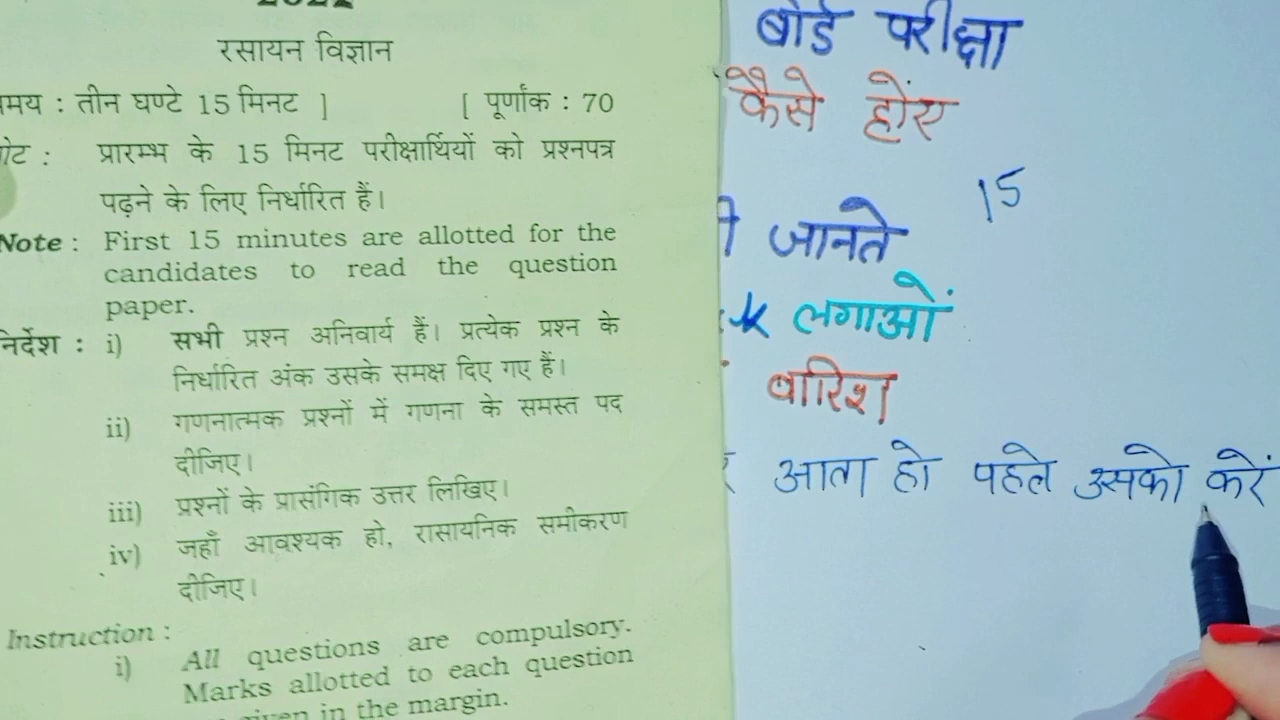 रसायन विज्ञान
समय : तीन घण्टे 15 मिनट ] [ पूर्णांक : 70
नोट : प्रारम्भ के 15 मिनट परीक्षार्थियों को प्रश्नपत्र
पढ़ने के लिए निर्धारित हैं।
Note : First 15 minutes are allotted for the
candidates to read the question
paper.
निर्देश : i) सभी प्रश्न अनिवार्य हैं। प्रत्येक प्रश्न के
निर्धारित अंक उसके समक्ष दिए गए हैं।
ii) गणनात्मक प्रश्नों में गणना के समस्त पद
दीजिए।
iii) प्रश्नों के प्रासंगिक उत्तर लिखिए।
iv) जहाँ आवश्यक हो, रासायनिक समीकरण
दीजिए।
Instruction :
i) All questions are compulsory.
Marks allotted to each question
given in the margin.
बोर्ड परीक्षा
कैसे होंए
15
जानते
लगाओं
बारिश
आता हो पहले उसको करें